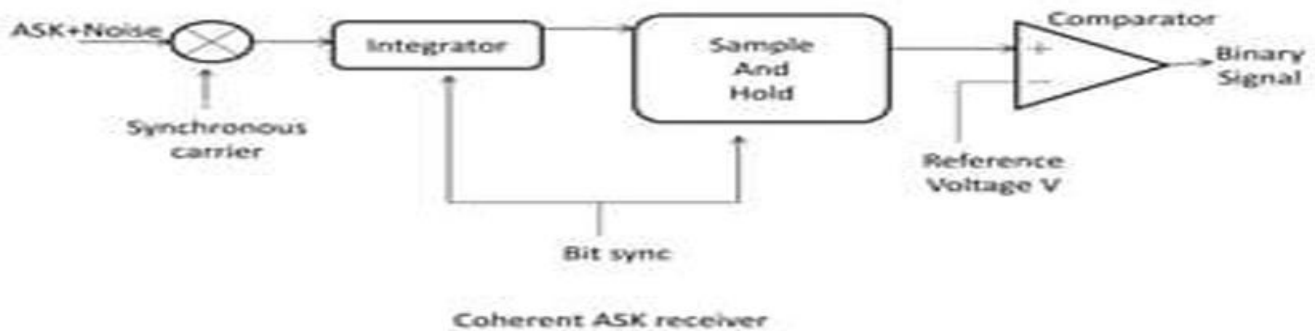 ASK+Noise
Integrator
Sample
And
Hold
Comparator
+
−
Binary
Signal
Synchronous
carrier
Reference
Voltage V
Bit sync
Coherent ASK receiver